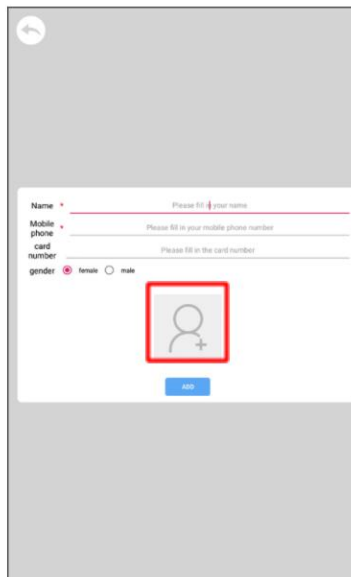 Name * Please fill in your name
Mobile phone * Please fill in your mobile phone number
card number Please fill in the card number
gender female male
ADD